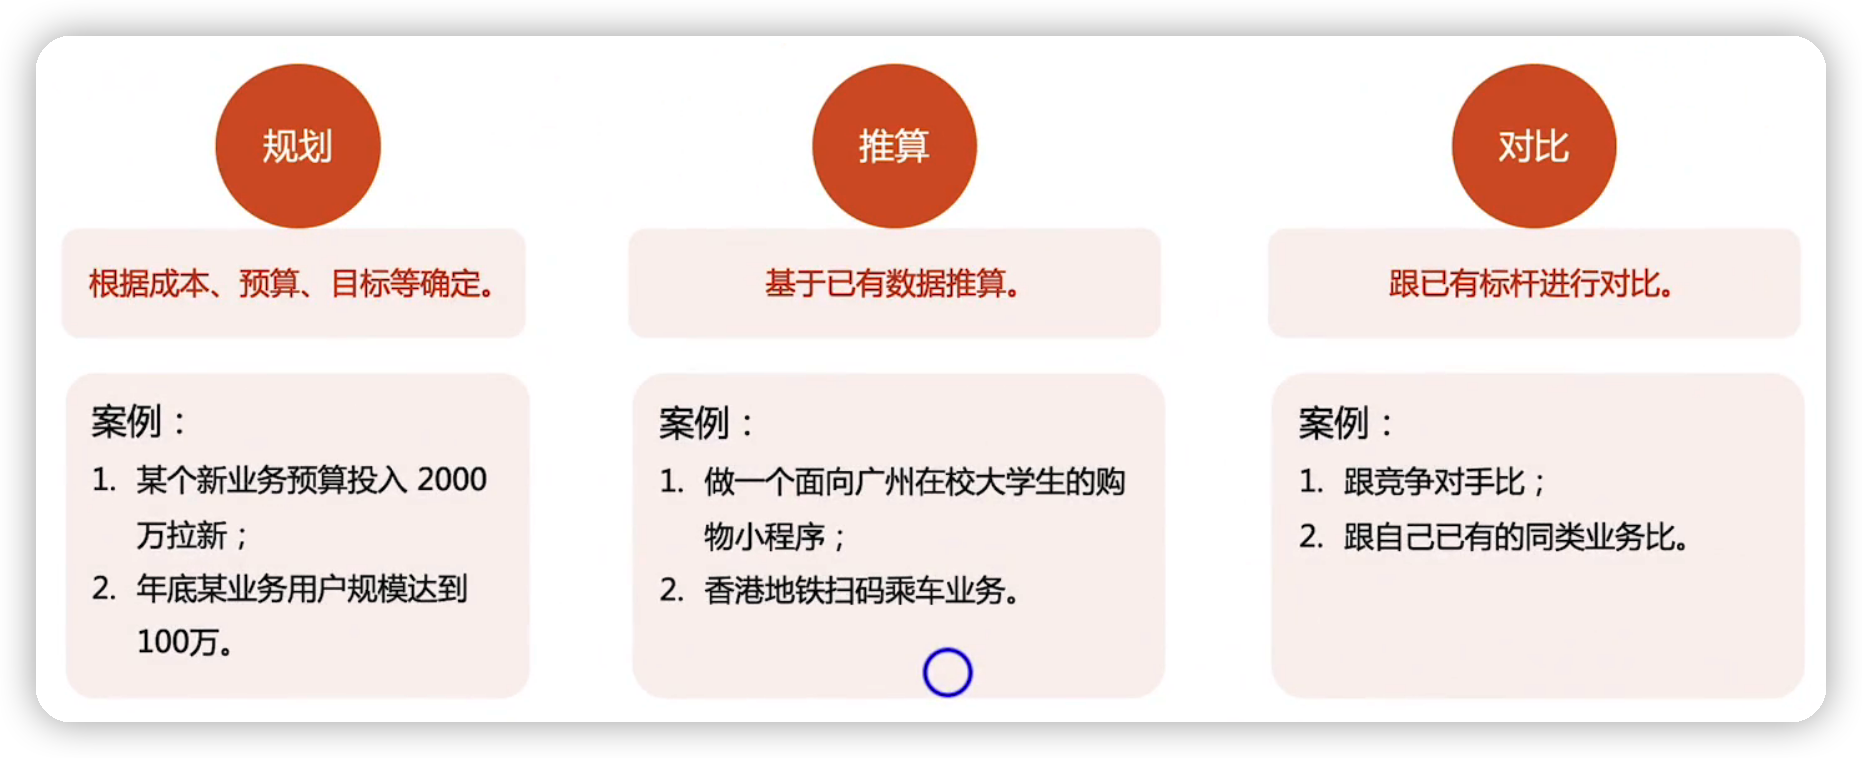 规划
根据成本、预算、目标等确定。
案例：
1. 某个新业务预算投入 2000
万拉新；
2. 年底某业务用户规模达到
100万。
推算
基于已有数据推算。
案例：
1. 做一个面向广州在校大学生的购
物小程序；
2. 香港地铁扫码乘车业务。
对比
跟已有标杆进行对比。
案例：
1. 跟竞争对手比；
2. 跟自己已有的同类业务比。